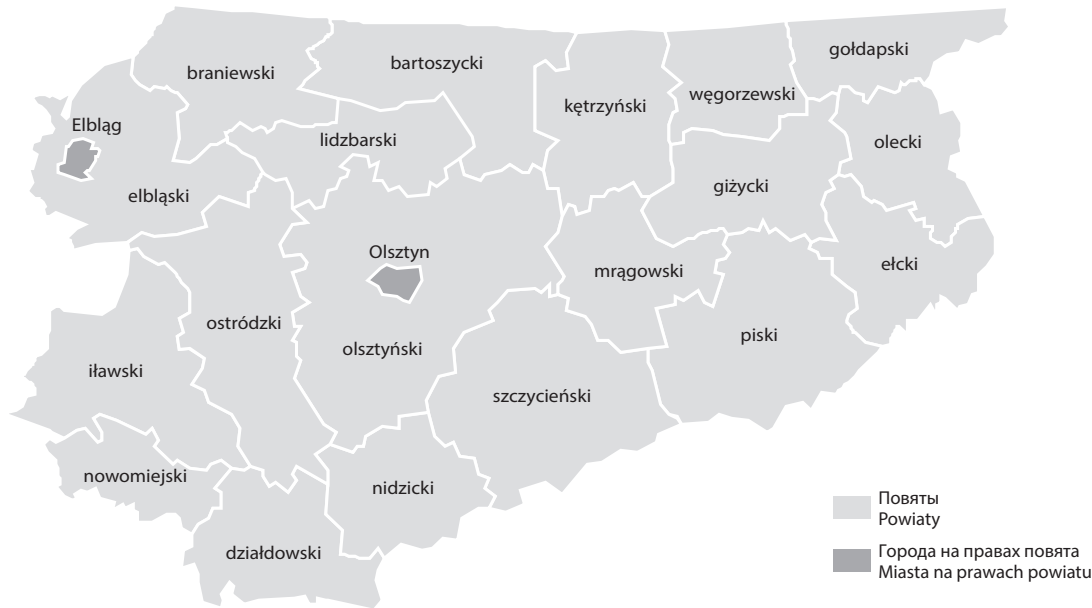 gołdapski
bartoszycki
braniewski
węgorzewski
kętrzyński
Elbląg
lidzbarski
olecki
giżycki
elbląski
Olsztyn
mrągowski
ełcki
ostródzki
piski
olsztyński
iławski
szczycieński
nowomiejski
nidzicki
działdowski
Повяты
Powiaty
Города на правах повята
Miasta na prawach powiatu